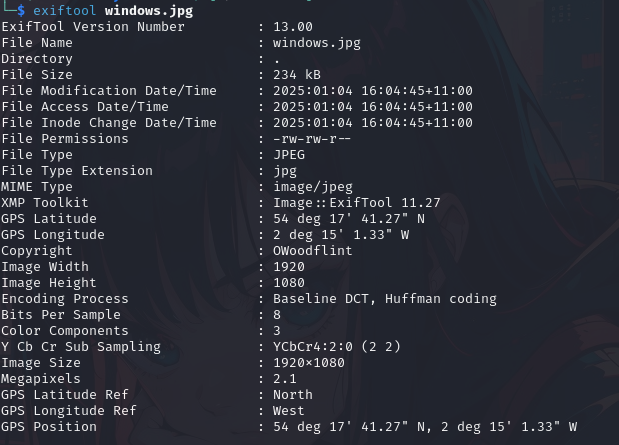 └─$ exiftool windows.jpg
ExifTool Version Number         : 13.00
File Name                       : windows.jpg
Directory                       : .
File Size                       : 234 kB
File Modification Date/Time     : 2025:01:04 16:04:45+11:00
File Access Date/Time           : 2025:01:04 16:04:45+11:00
File Inode Change Date/Time     : 2025:01:04 16:04:45+11:00
File Permissions                : -rw-rw-r--
File Type                       : JPEG
File Type Extension             : jpg
MIME Type                       : image/jpeg
XMP Toolkit                     : Image::ExifTool 11.27
GPS Latitude                    : 54 deg 17' 41.27" N
GPS Longitude                   : 2 deg 15' 1.33" W
Copyright                       : OWoodflint
Image Width                     : 1920
Image Height                    : 1080
Encoding Process                : Baseline DCT, Huffman coding
Bits Per Sample                 : 8
Color Components                : 3
Y Cb Cr Sub Sampling            : YCbCr4:2:0 (2 2)
Image Size                      : 1920×1080
Megapixels                      : 2.1
GPS Latitude Ref                : North
GPS Longitude Ref               : West
GPS Position                    : 54 deg 17' 41.27" N, 2 deg 15' 1.33" W